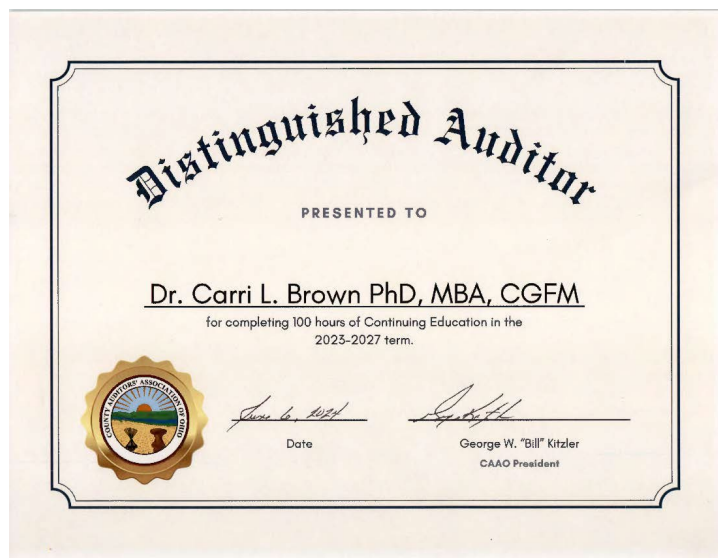 Distinguished Auditor
PRESENTED TO
Dr. Carri L. Brown PhD, MBA, CGFM
for completing 100 hours of Continuing Education in the
2023-2027 term.
COUNTY AUDITORS' ASSOCIATION OF OHIO
June 6, 2024
Date
George W. "Bill" Kitzler
CAAO President